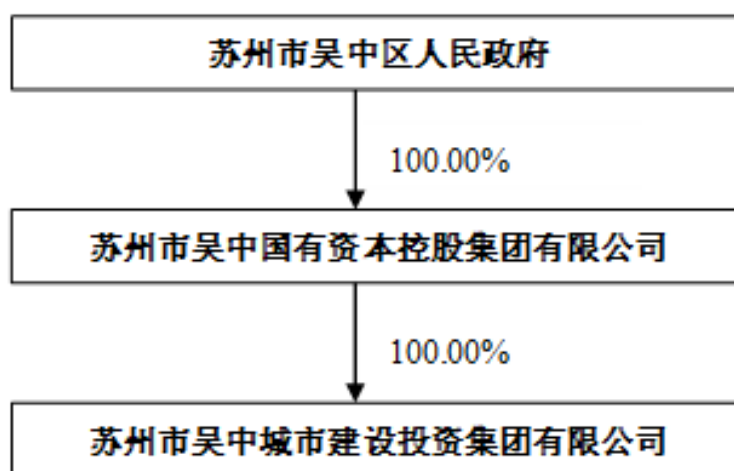 苏州市吴中区人民政府
100.00%
苏州市吴中国有资本控股集团有限公司
100.00%
苏州市吴中城市建设投资集团有限公司